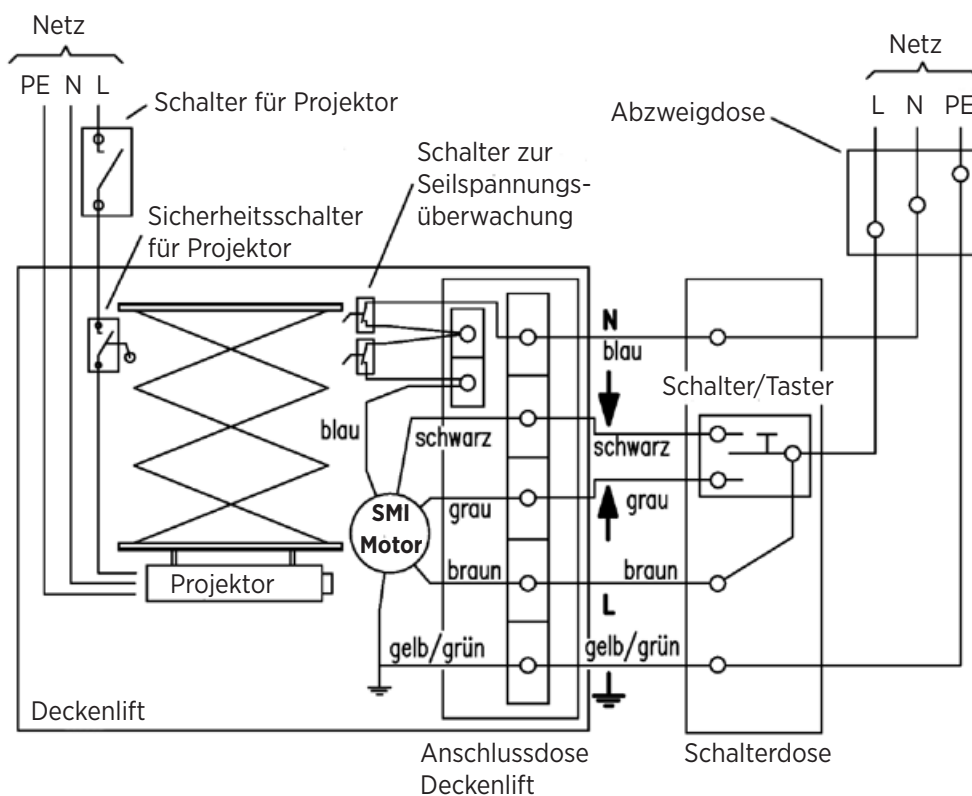 Netz
PE N L
Schalter für Projektor
Sicherheitsschalter
für Projektor
Schalter zur
Seilspannungs-
überwachung
Netz
L N PE
Abzweigdose
N
blau
Schalter/Taster
blau
schwarz
schwarz
grau
grau
SMI
Motor
braun
braun
L
gelb/grün
gelb/grün
Projektor
Deckenlift
Anschlussdose
Deckenlift
Schalterdose